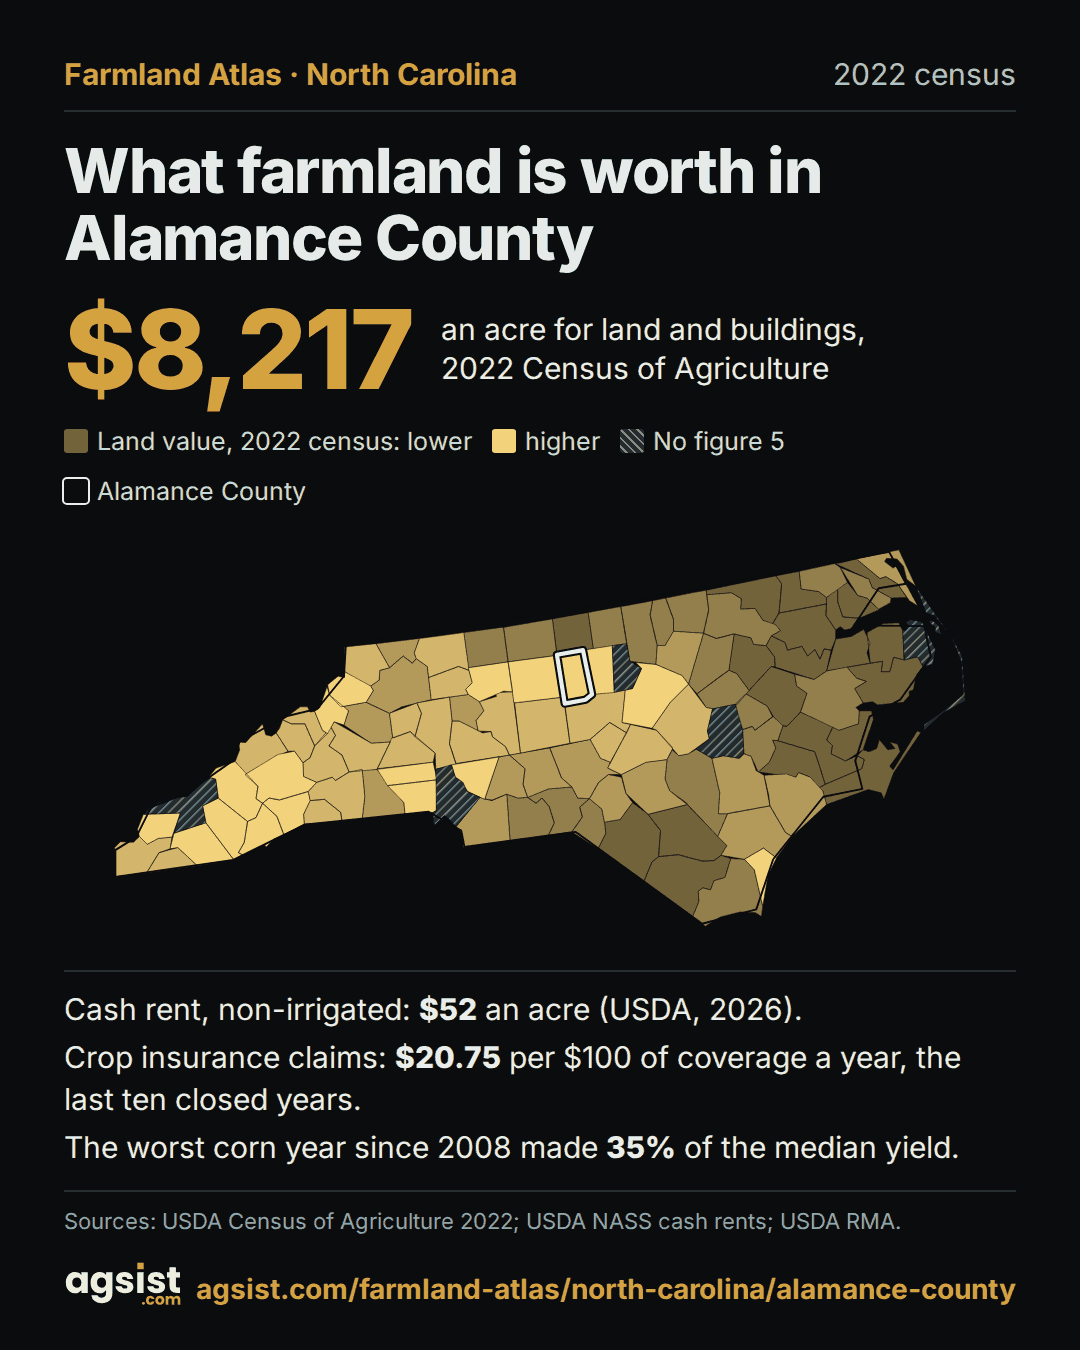 Farmland Atlas · North Carolina
2022 census
What farmland is worth in
Alamance County
$8,217
an acre for land and buildings,
2022 Census of Agriculture
Land value, 2022 census: lower
higher
No figure 5
Alamance County
Cash rent, non-irrigated: $52 an acre (USDA, 2026).
Crop insurance claims: $20.75 per $100 of coverage a year, the
last ten closed years.
The worst corn year since 2008 made 35% of the median yield.
Sources: USDA Census of Agriculture 2022; USDA NASS cash rents; USDA RMA.
agsist
.com
agsist.com/farmland-atlas/north-carolina/alamance-county